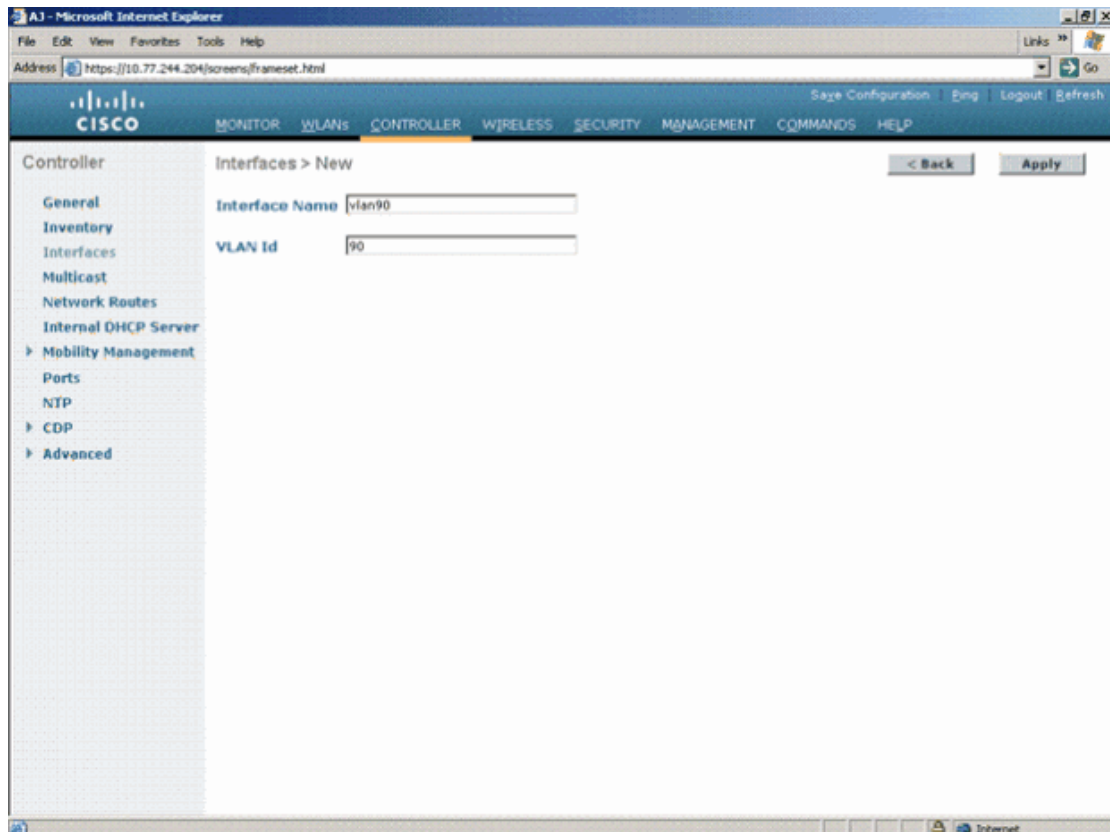 AJ - Microsoft Internet Explorer
File Edit View Favorites Tools Help
Links »
Address https://10.77.244.204/screens/frameset.html
Go
Save Configuration | Ping | Logout | Refresh
CISCO
MONITOR WLANs CONTROLLER WIRELESS SECURITY MANAGEMENT COMMANDS HELP
Controller
General
Inventory
Interfaces
Multicast
Network Routes
Internal DHCP Server
Mobility Management
Ports
NTP
CDP
Advanced
Interfaces > New
< Back
Apply
Interface Name vlan90
VLAN Id 90
Internet